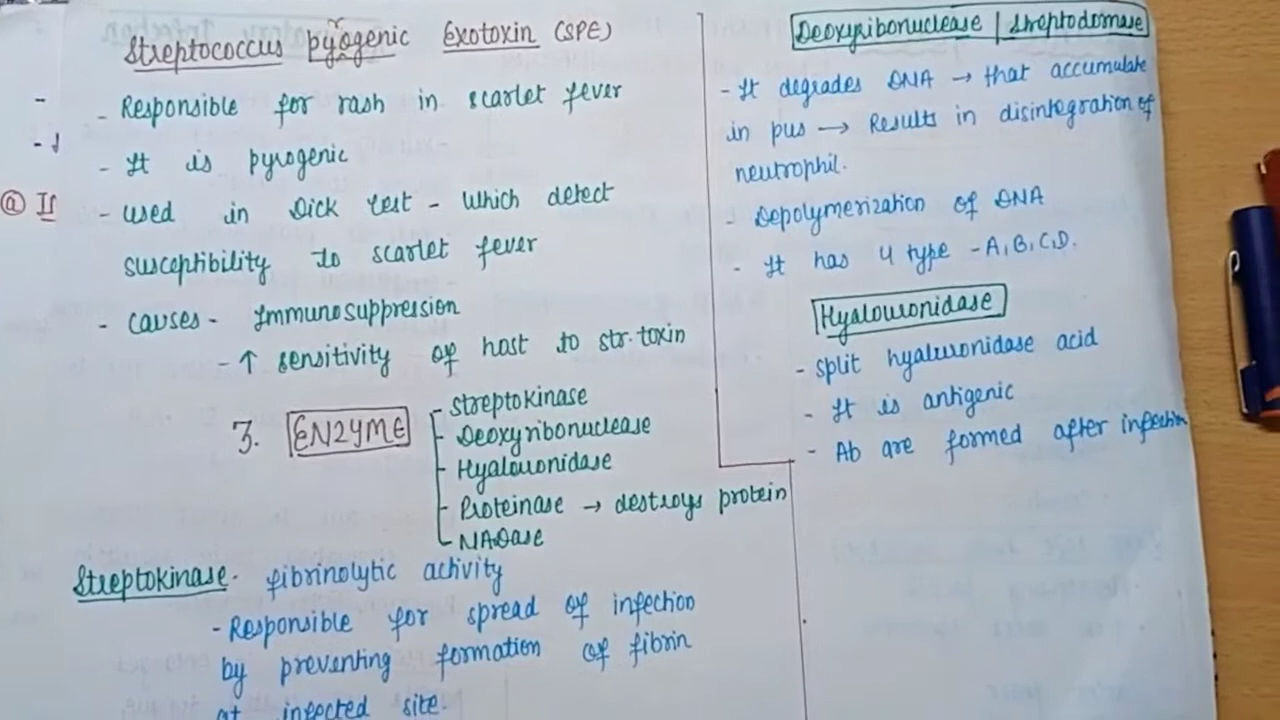 Streptococcus pyrogenic Exotoxin (SPE)
- Responsible for rash in scarlet fever
- It is pyrogenic
- used in Dick test - which detect
susceptibility to scarlet fever
- causes - Immunosuppression
- ↑ sensitivity of host to str. toxin
3. ENZYME
- Streptokinase
- Deoxyribonuclease
- Hyalouronidase
- Proteinase → destroys protein
- NADase
Streptokinase - fibrinolytic activity
- Responsible for spread of infection
by preventing formation of fibrin
at infected site.
Deoxyribonuclease | Streptodornase
- It degrades DNA → that accumulate
in pus → Results in disintegration of
neutrophil.
- Depolymerization of DNA
- It has 4 type - A, B, C, D.
Hyalouronidase
- split hyaluronidase acid
- It is antigenic
- Ab are formed after infection